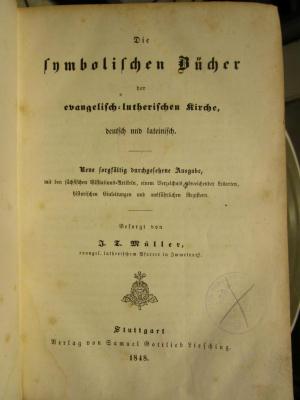 Die
symbolischen Bücher
der
evangelisch-lutherischen Kirche,
deutsch und lateinisch.
Neue sorgfältig durchgesehene Ausgabe,
mit den sächsischen Visitations-Artikeln, einem Verzeichniß abweichender Lesarten,
historischen Einleitungen und ausführlichen Registern.
Besorgt von
J. T. Müller,
evangel. lutherischem Pfarrer in Immeldorf.
Stuttgart
Verlag von Samuel Gottlieb Liesching.
1848.